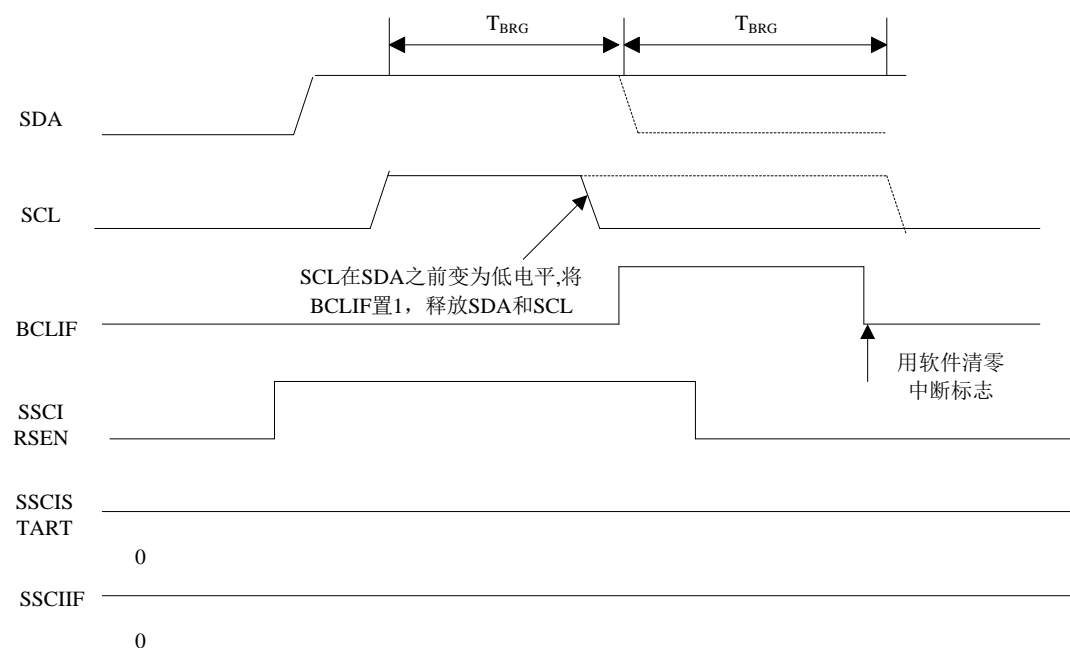 TBRG
TBRG
SDA
SCL
SCL在SDA之前变为低电平,将
BCLIF置1，释放SDA和SCL
BCLIF
用软件清零
中断标志
SSCI
RSEN
SSCIS
TART
0
SSCIIF
0